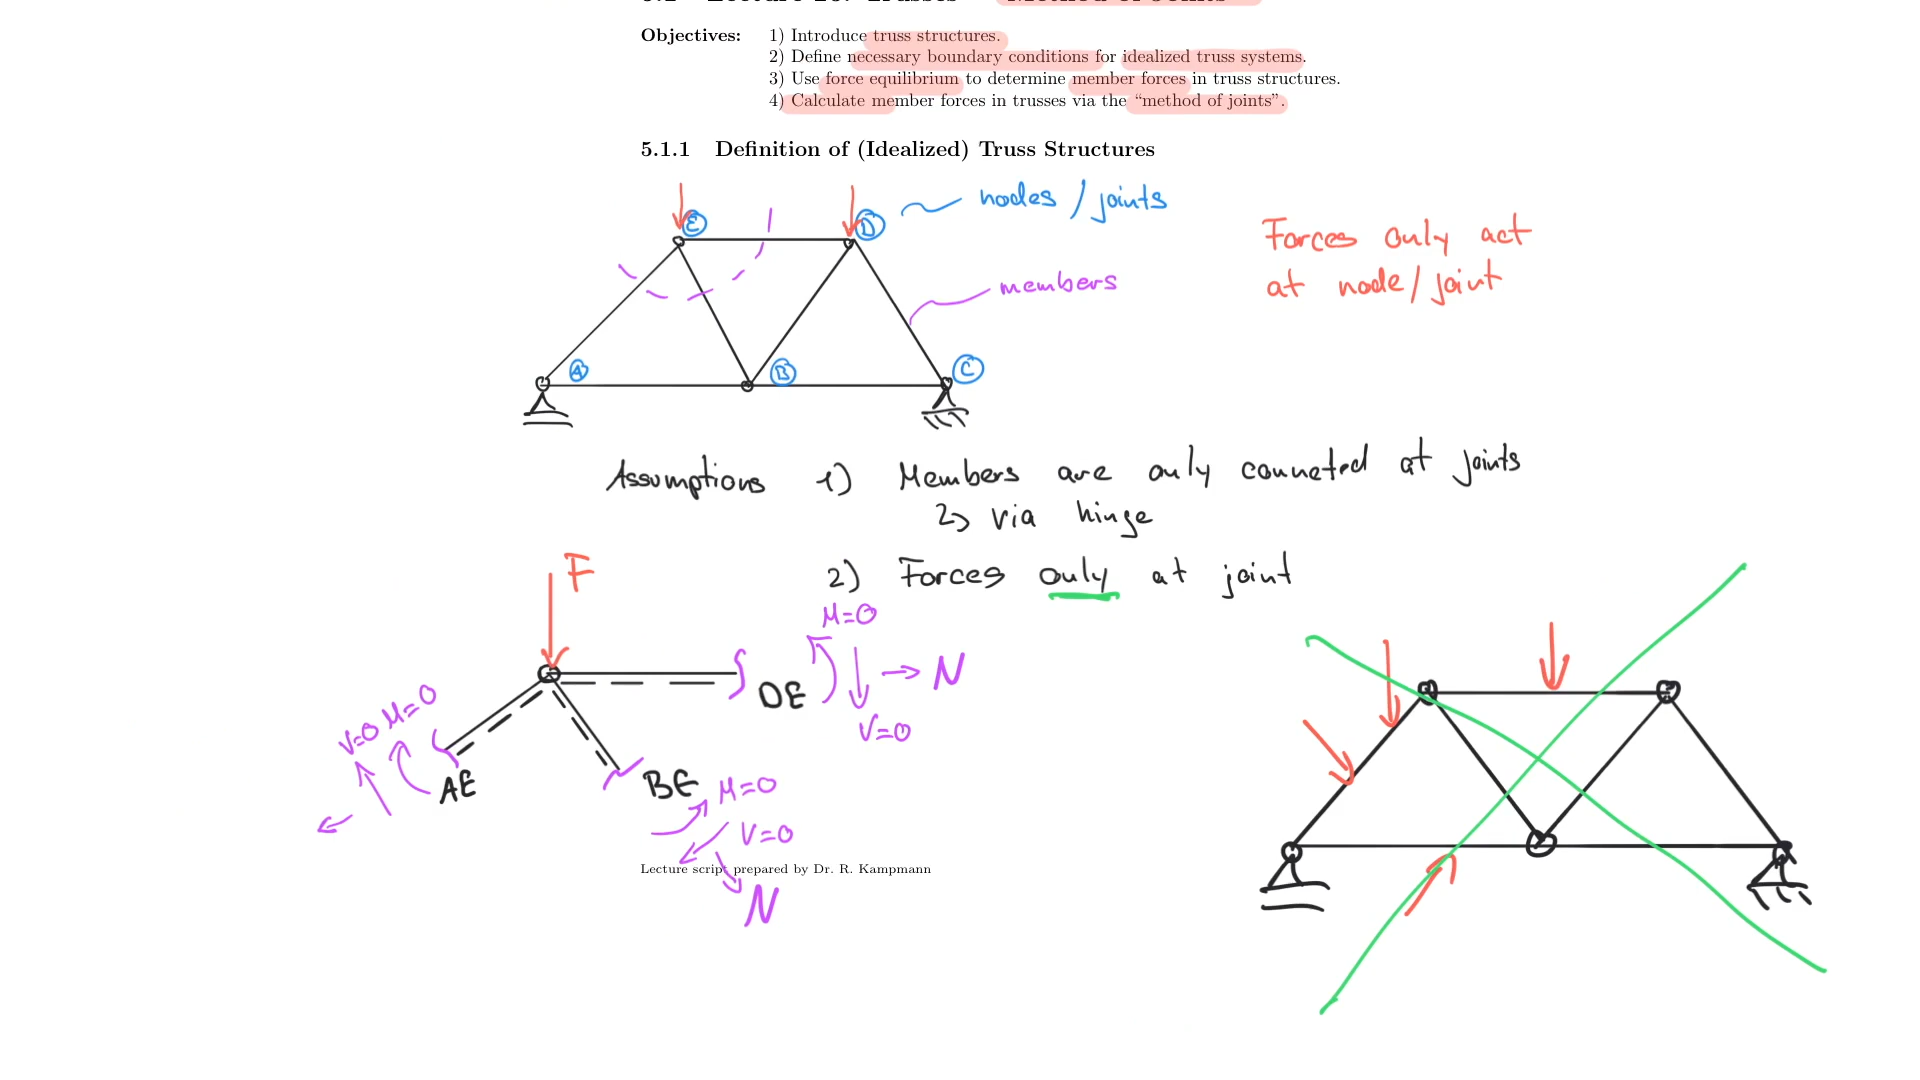 Objectives: 1) Introduce truss structures.
2) Define necessary boundary conditions for idealized truss systems.
3) Use force equilibrium to determine member forces in truss structures.
4) Calculate member forces in trusses via the “method of joints”.
5.1.1 Definition of (Idealized) Truss Structures
nodes / joints
E
D
Forces only act
at node/joint
members
A
B
C
Assumptions 1) Members are only conneted at joints
via hinge
F
2) Forces only at joint
M=0
DE
N
V=0
V=0 M=0
AE
BE
M=0
V=0
N
Lecture script prepared by Dr. R. Kampmann